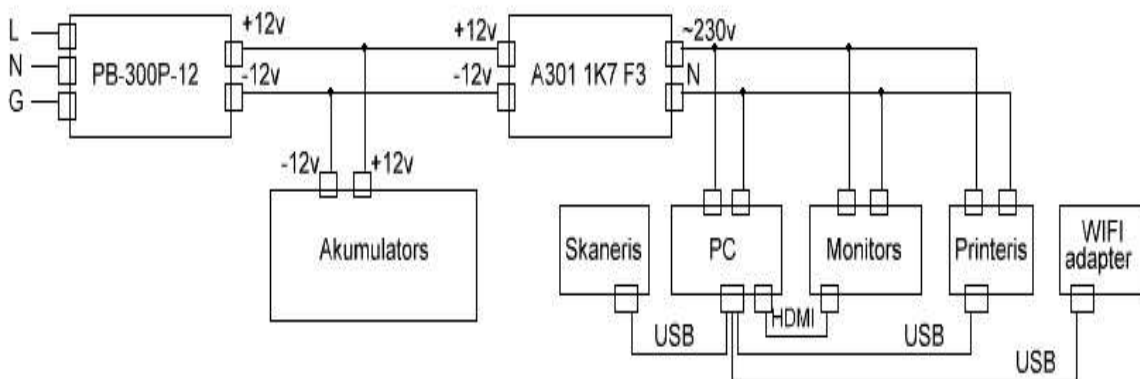 L
N
G
PB-300P-12
+12v
-12v
+12v
-12v
A301 1K7 F3
~230v
N
-12v
+12v
Akumulators
Skaneris
PC
Monitors
Printeris
WIFI
adapter
HDMI
USB
USB
USB